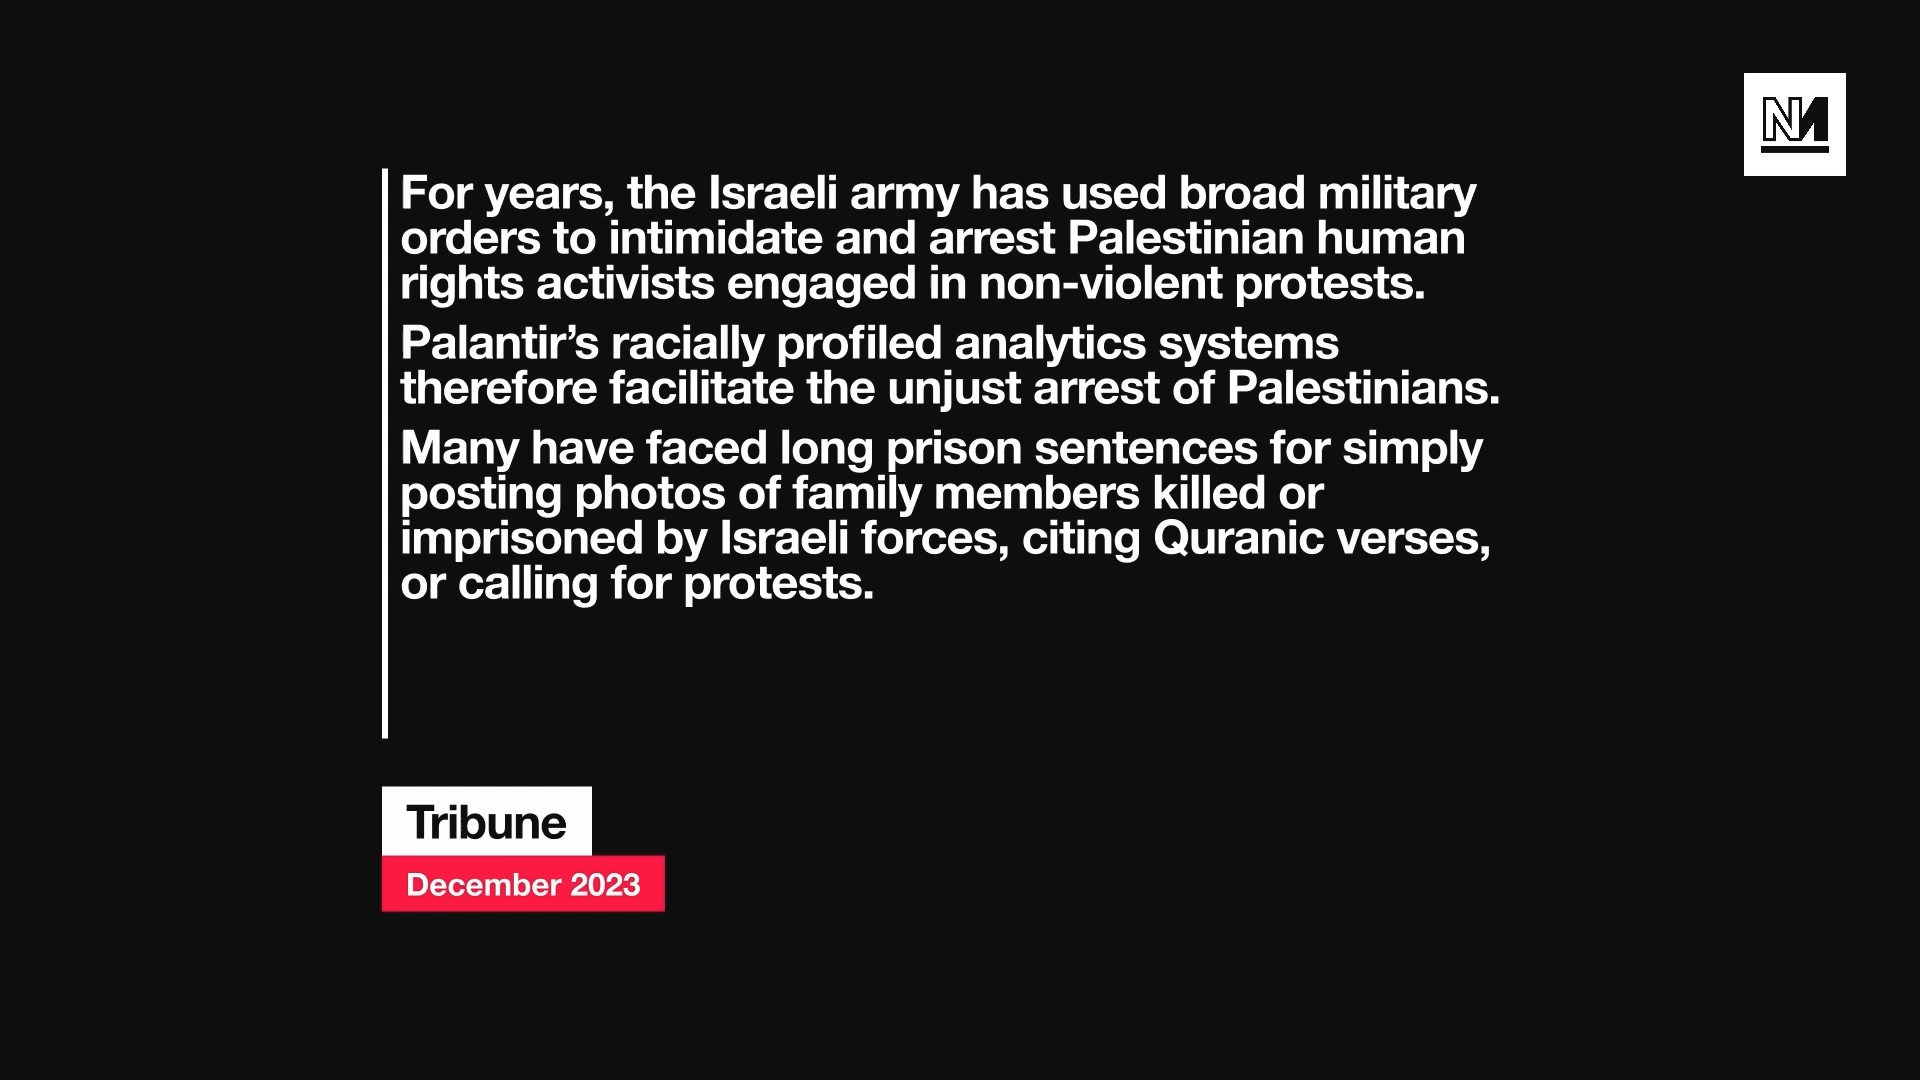 For years, the Israeli army has used broad military
orders to intimidate and arrest Palestinian human
rights activists engaged in non-violent protests.
Palantir’s racially profiled analytics systems
therefore facilitate the unjust arrest of Palestinians.
Many have faced long prison sentences for simply
posting photos of family members killed or
imprisoned by Israeli forces, citing Quranic verses,
or calling for protests.
Tribune
December 2023